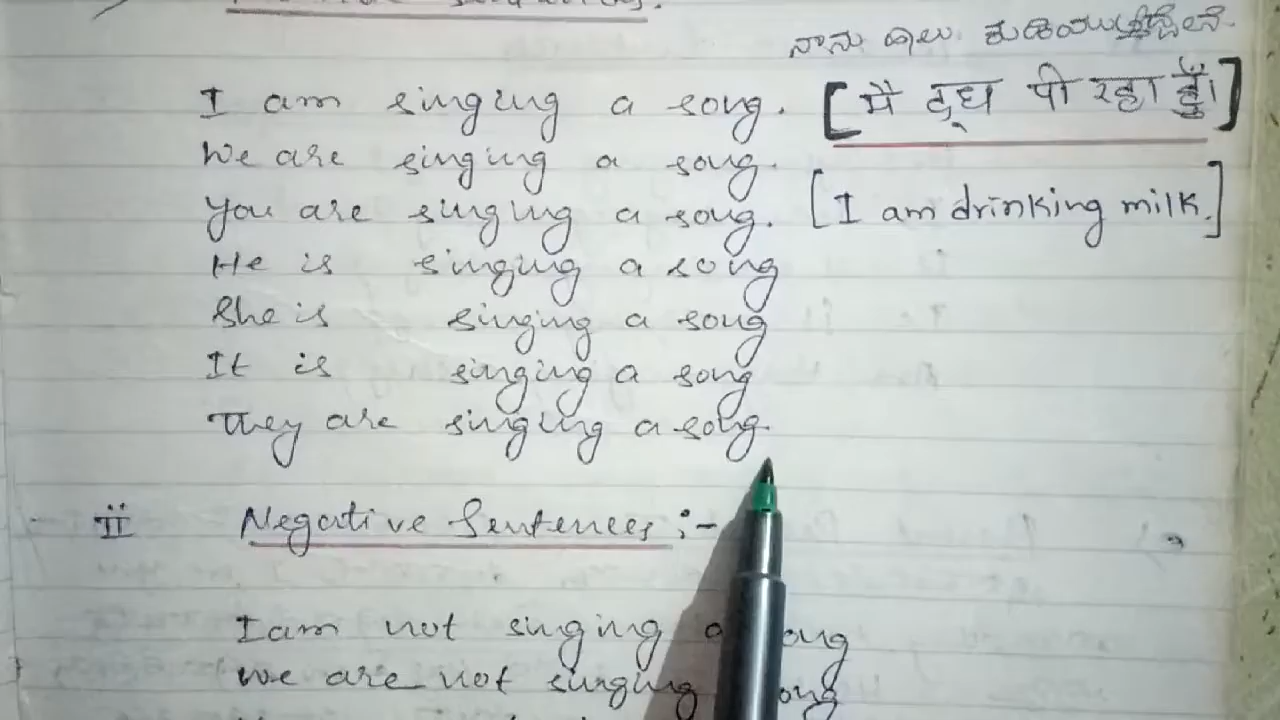 ನಾನು ಹಾಲು ಕುಡಿಯುತ್ತಿದ್ದೇನೆ.
I am singing a song. [मैं दूध पी रहा हूँ।]
We are singing a song.
You are singing a song. [I am drinking milk.]
He is singing a song
She is singing a song
It is singing a song
They are singing a song.
ii Negative Sentences :-
I am not singing a song
We are not singing song